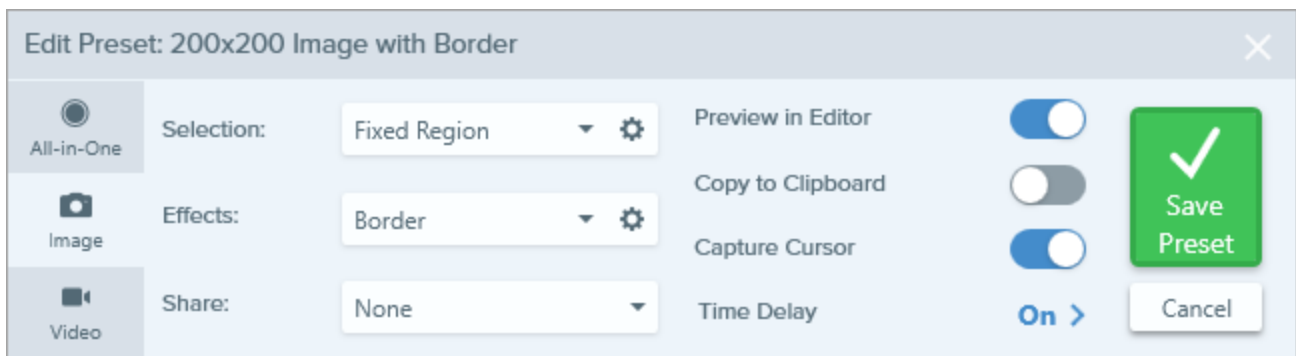 Edit Preset: 200x200 Image with Border
All-in-One
Image
Video
Selection:
Fixed Region
Effects:
Border
Share:
None
Preview in Editor
Copy to Clipboard
Capture Cursor
Time Delay
On
Save
Preset
Cancel